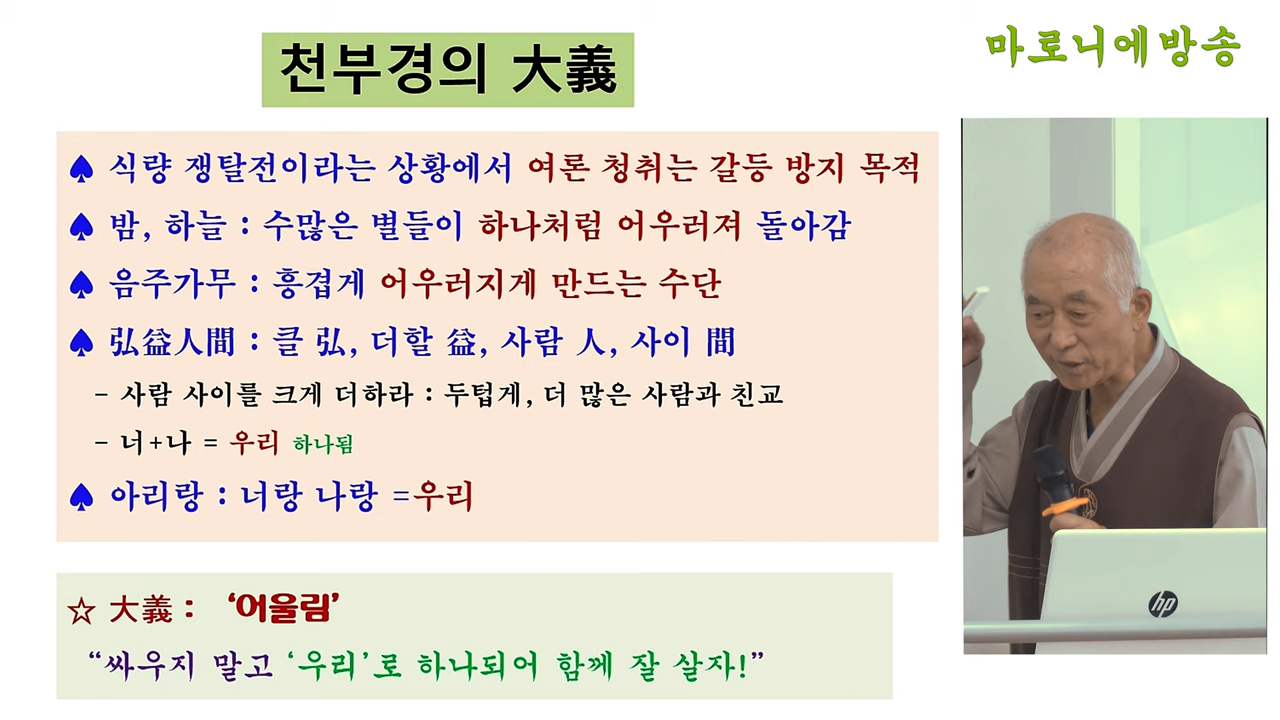 천부경의 大義
마로니에방송
♠ 식량 쟁탈전이라는 상황에서 여론 청취는 갈등 방지 목적
♠ 밤, 하늘 : 수많은 별들이 하나처럼 어우러져 돌아감
♠ 음주가무 : 흥겹게 어우러지게 만드는 수단
♠ 弘益人間 : 클 弘, 더할 益, 사람 人, 사이 間
- 사람 사이를 크게 더하라 : 두텁게, 더 많은 사람과 친교
- 너+나 = 우리 하나됨
♠ 아리랑 : 너랑 나랑 =우리
☆ 大義 : ‘어울림’
“싸우지 말고 ‘우리’로 하나되어 함께 잘 살자!”
hp